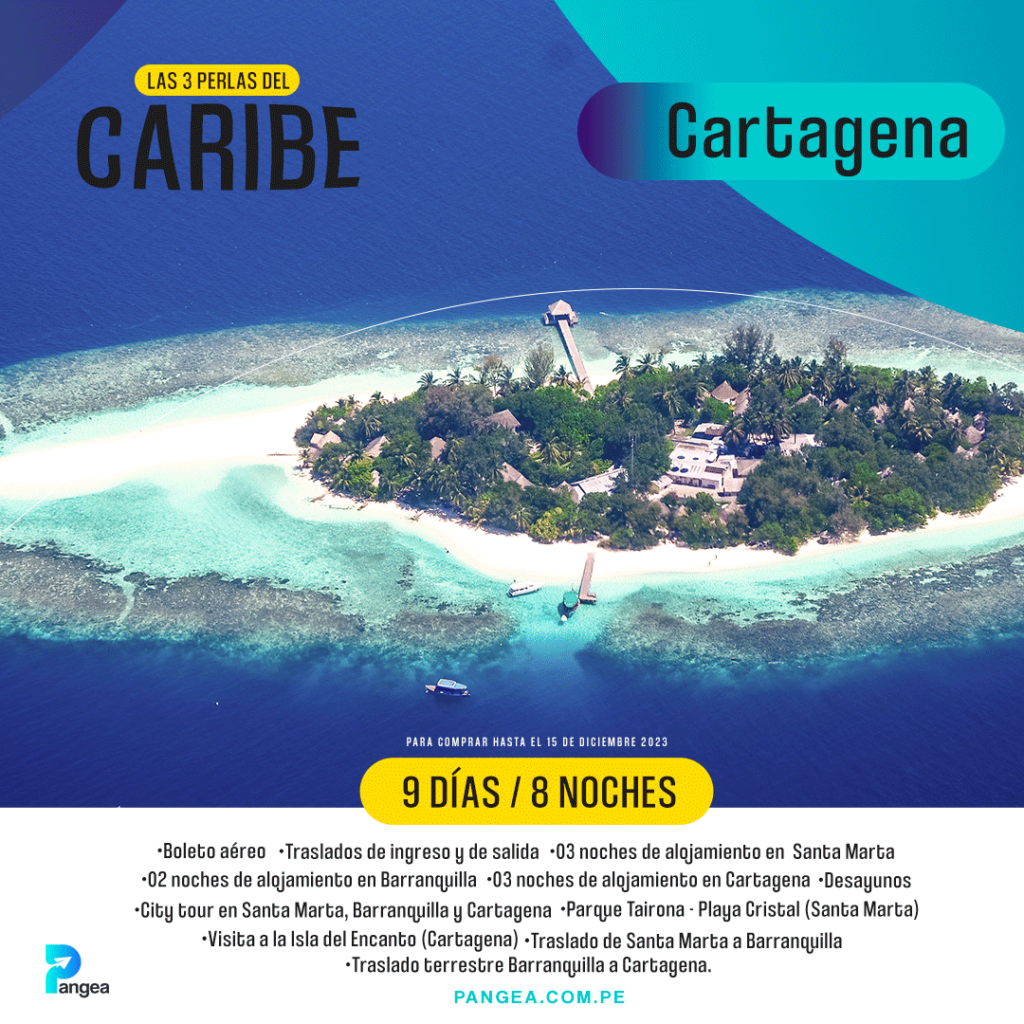 LAS 3 PERLAS DEL
CARIBE
Cartagena
PARA COMPRAR HASTA EL 15 DE DICIEMBRE 2023
9 DÍAS / 8 NOCHES
•Boleto aéreo •Traslados de ingreso y de salida •03 noches de alojamiento en Santa Marta
•02 noches de alojamiento en Barranquilla •03 noches de alojamiento en Cartagena •Desayunos
•City tour en Santa Marta, Barranquilla y Cartagena •Parque Tairona - Playa Cristal (Santa Marta)
•Visita a la Isla del Encanto (Cartagena) •Traslado de Santa Marta a Barranquilla
•Traslado terrestre Barranquilla a Cartagena.
Pangea
PANGEA.COM.PE